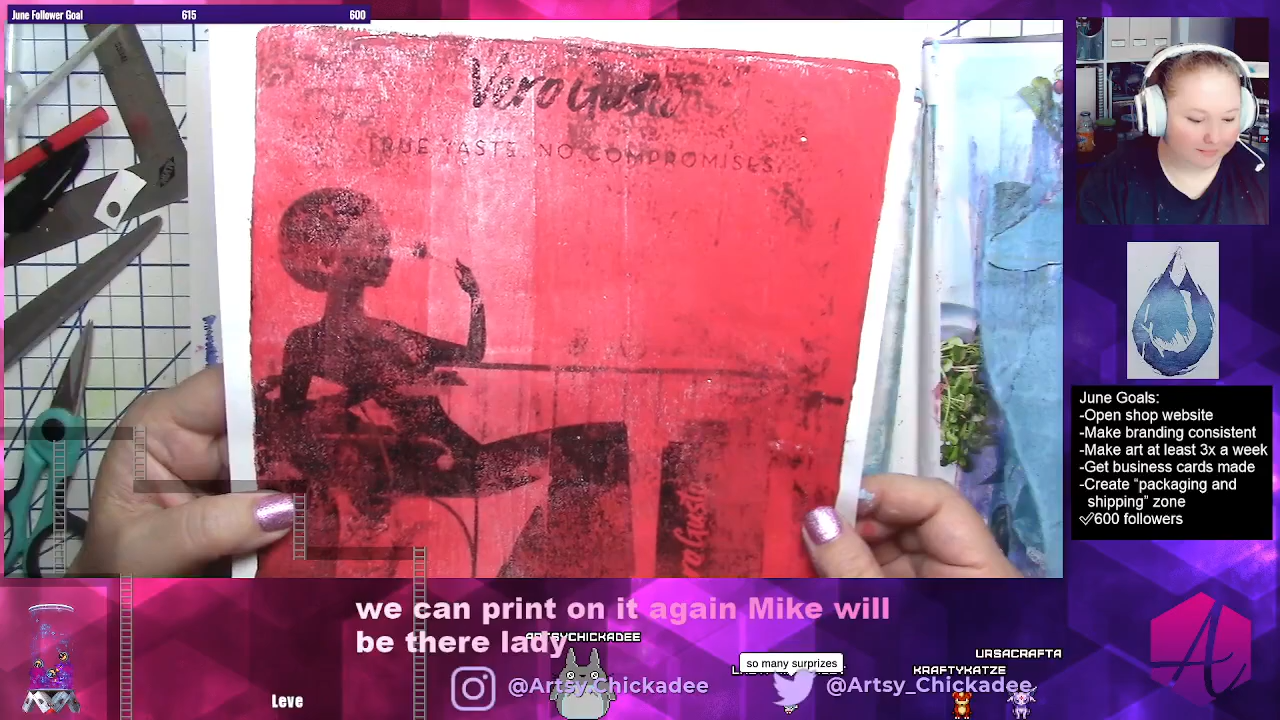 June Follower Goal 615 600
Vero Gusto
TRUE TASTE. NO COMPROMISES.
VeroGusto
June Goals:
-Open shop website
-Make branding consistent
-Make art at least 3x a week
-Get business cards made
-Create "packaging and
shipping" zone
✓600 followers
we can print on it again Mike will
be there lady
ARTSYCHICKADEE
URSACRAFTA
so many surprizes
KRAFTYKATZE
@Artsy.Chickadee
@Artsy_Chickadee
Leve